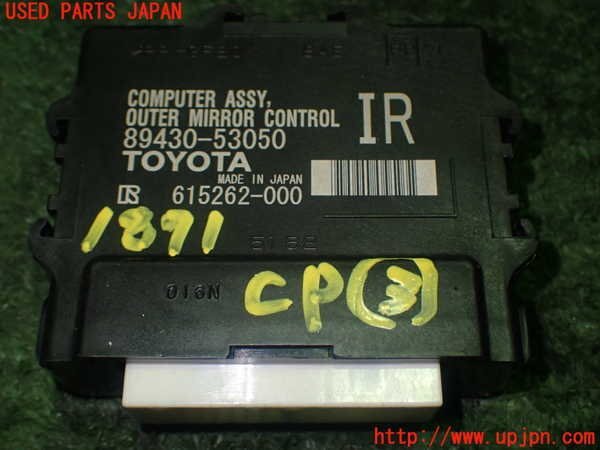 USED PARTS JAPAN
COMPUTER ASSY,
OUTER MIRROR CONTROL
IR
89430-53050
TOYOTA
MADE IN JAPAN
615262-000
1891
516E
016N
CP(3)
http://www.upjpn.com